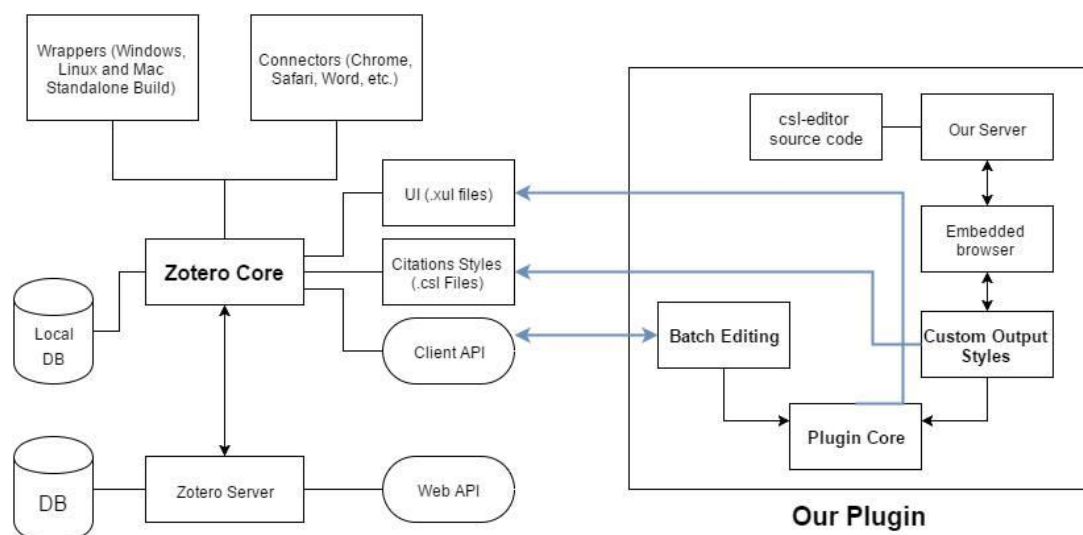 Wrappers (Windows,
Linux and Mac
Standalone Build)
Connectors (Chrome,
Safari, Word, etc.)
csl-editor
source code
Our Server
UI (.xul files)
Embedded
browser
Zotero Core
Citations Styles
(.csl Files)
Local
DB
Client API
Batch Editing
Custom Output
Styles
Plugin Core
DB
Zotero Server
Web API
Our Plugin